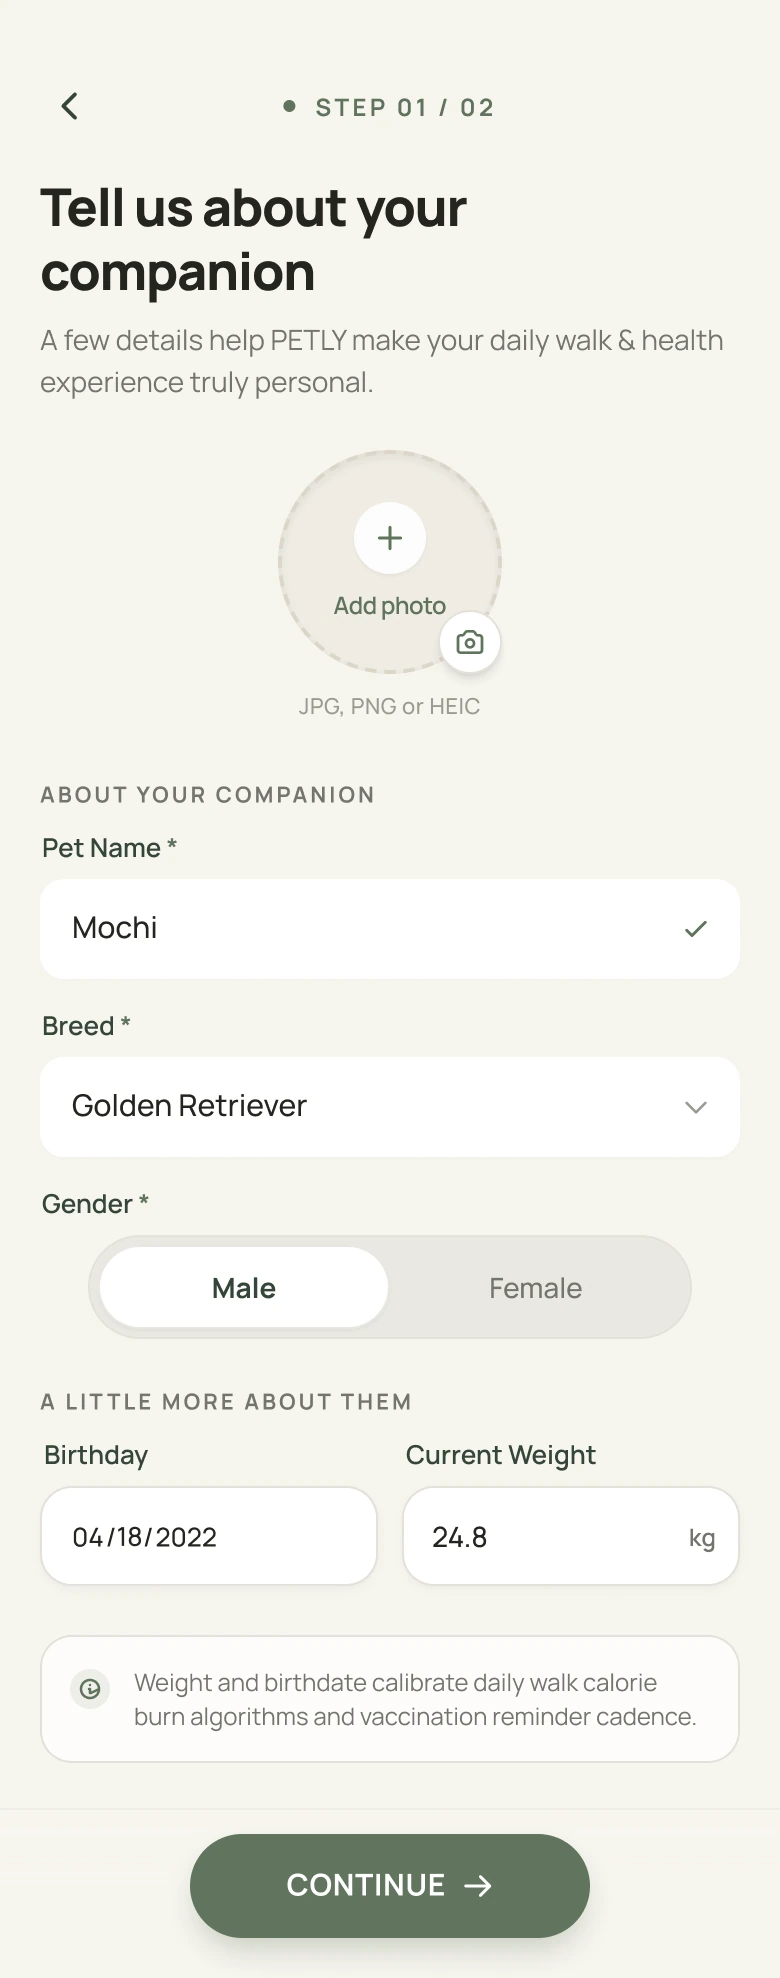 STEP 01 / 02
Tell us about your
companion
A few details help PETLY make your daily walk & health
experience truly personal.
Add photo
JPG, PNG or HEIC
ABOUT YOUR COMPANION
Pet Name *
Mochi
Breed *
Golden Retriever
Gender *
Male Female
A LITTLE MORE ABOUT THEM
Birthday Current Weight
04/18/2022 24.8 kg
Weight and birthdate calibrate daily walk calorie
burn algorithms and vaccination reminder cadence.
CONTINUE →